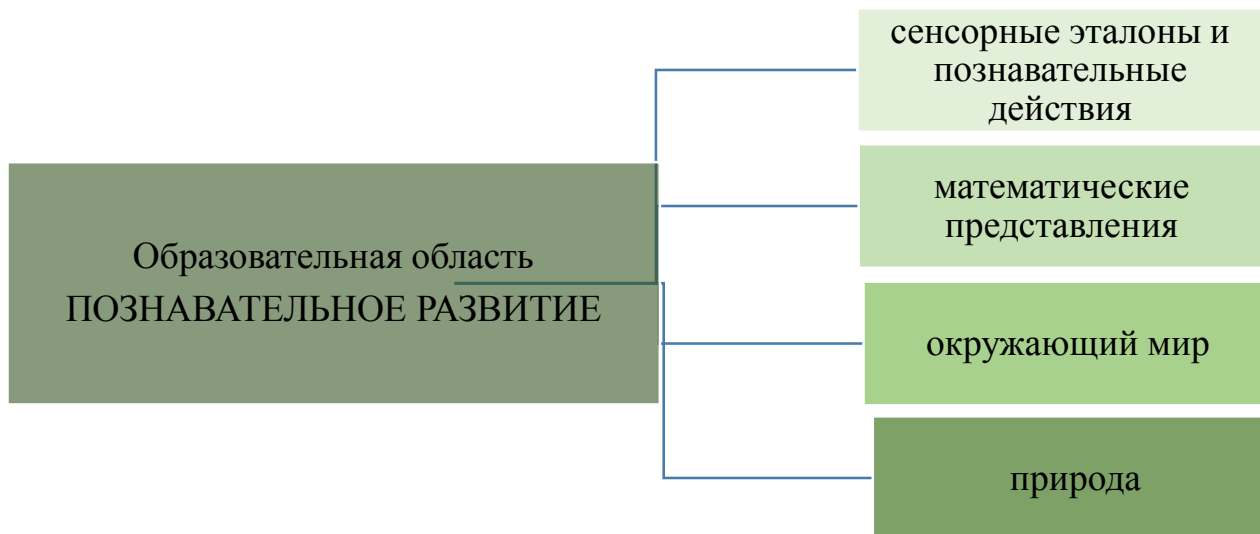 Образовательная область
ПОЗНАВАТЕЛЬНОЕ РАЗВИТИЕ
сенсорные эталоны и
познавательные
действия
математические
представления
окружающий мир
природа